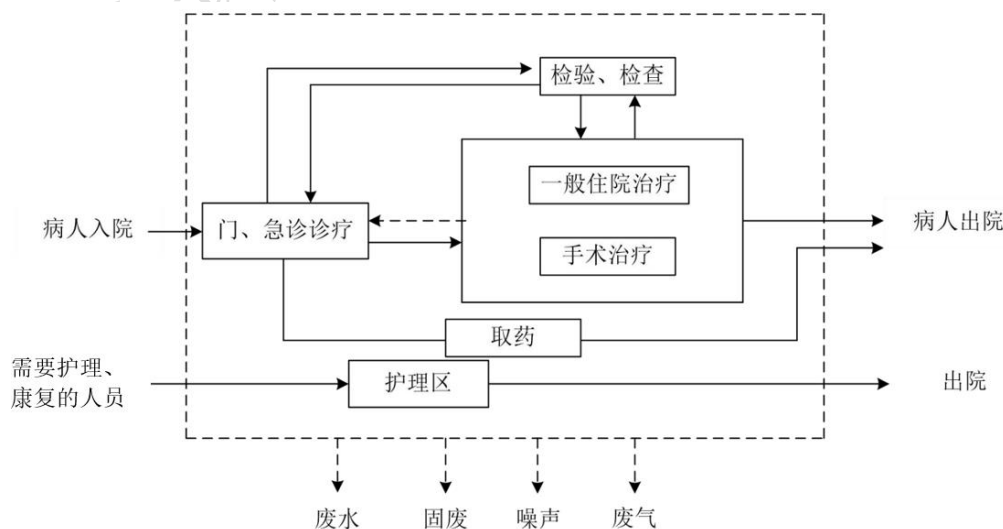 检验、检查
一般住院治疗
病人入院
门、急诊诊疗
病人出院
手术治疗
取药
需要护理、
康复的人员
护理区
出院
废水
固废
噪声
废气